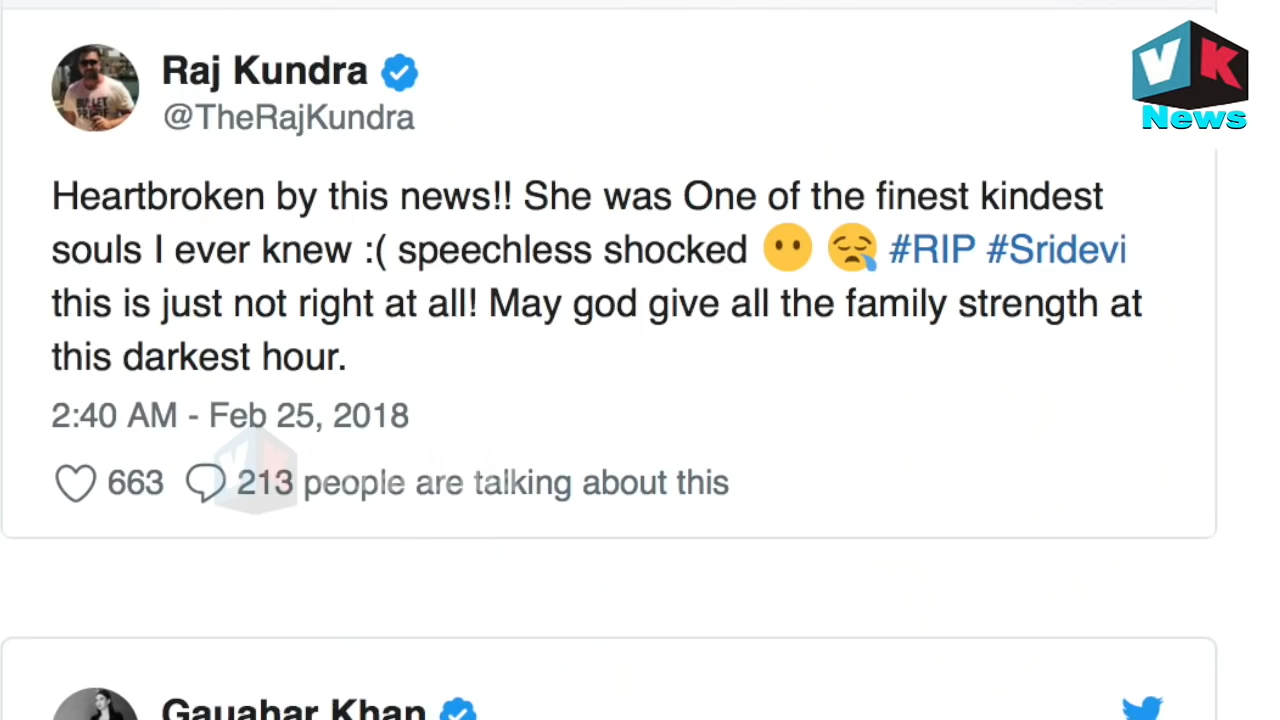 Raj Kundra
@TheRajKundra
VK
News
Heartbroken by this news!! She was One of the finest kindest
souls I ever knew :( speechless shocked 😶 😪 #RIP #Sridevi
this is just not right at all! May god give all the family strength at
this darkest hour.
2:40 AM - Feb 25, 2018
663 213 people are talking about this
VK
Gauahar Khan